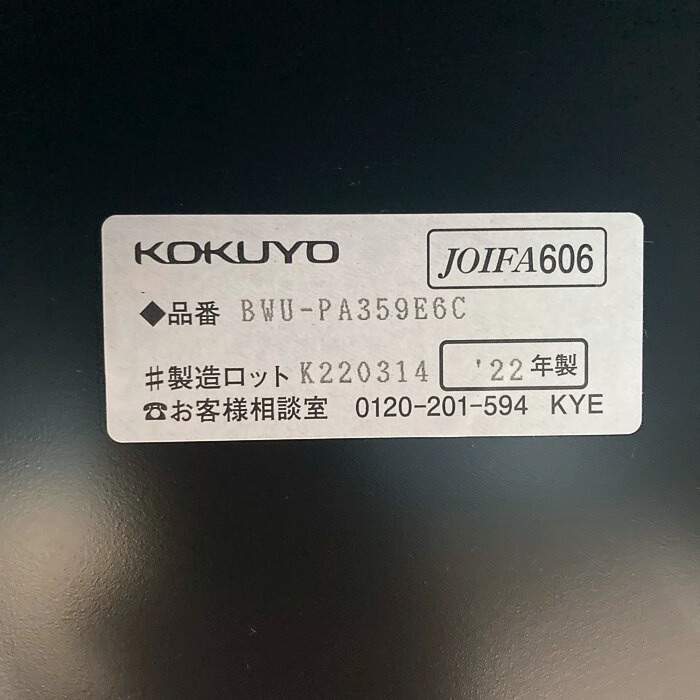 KOKUYO JOIFA606
◆品番 BWU-PA359E6C
#製造ロット K220314 '22年製
☎お客様相談室 0120-201-594 KYE